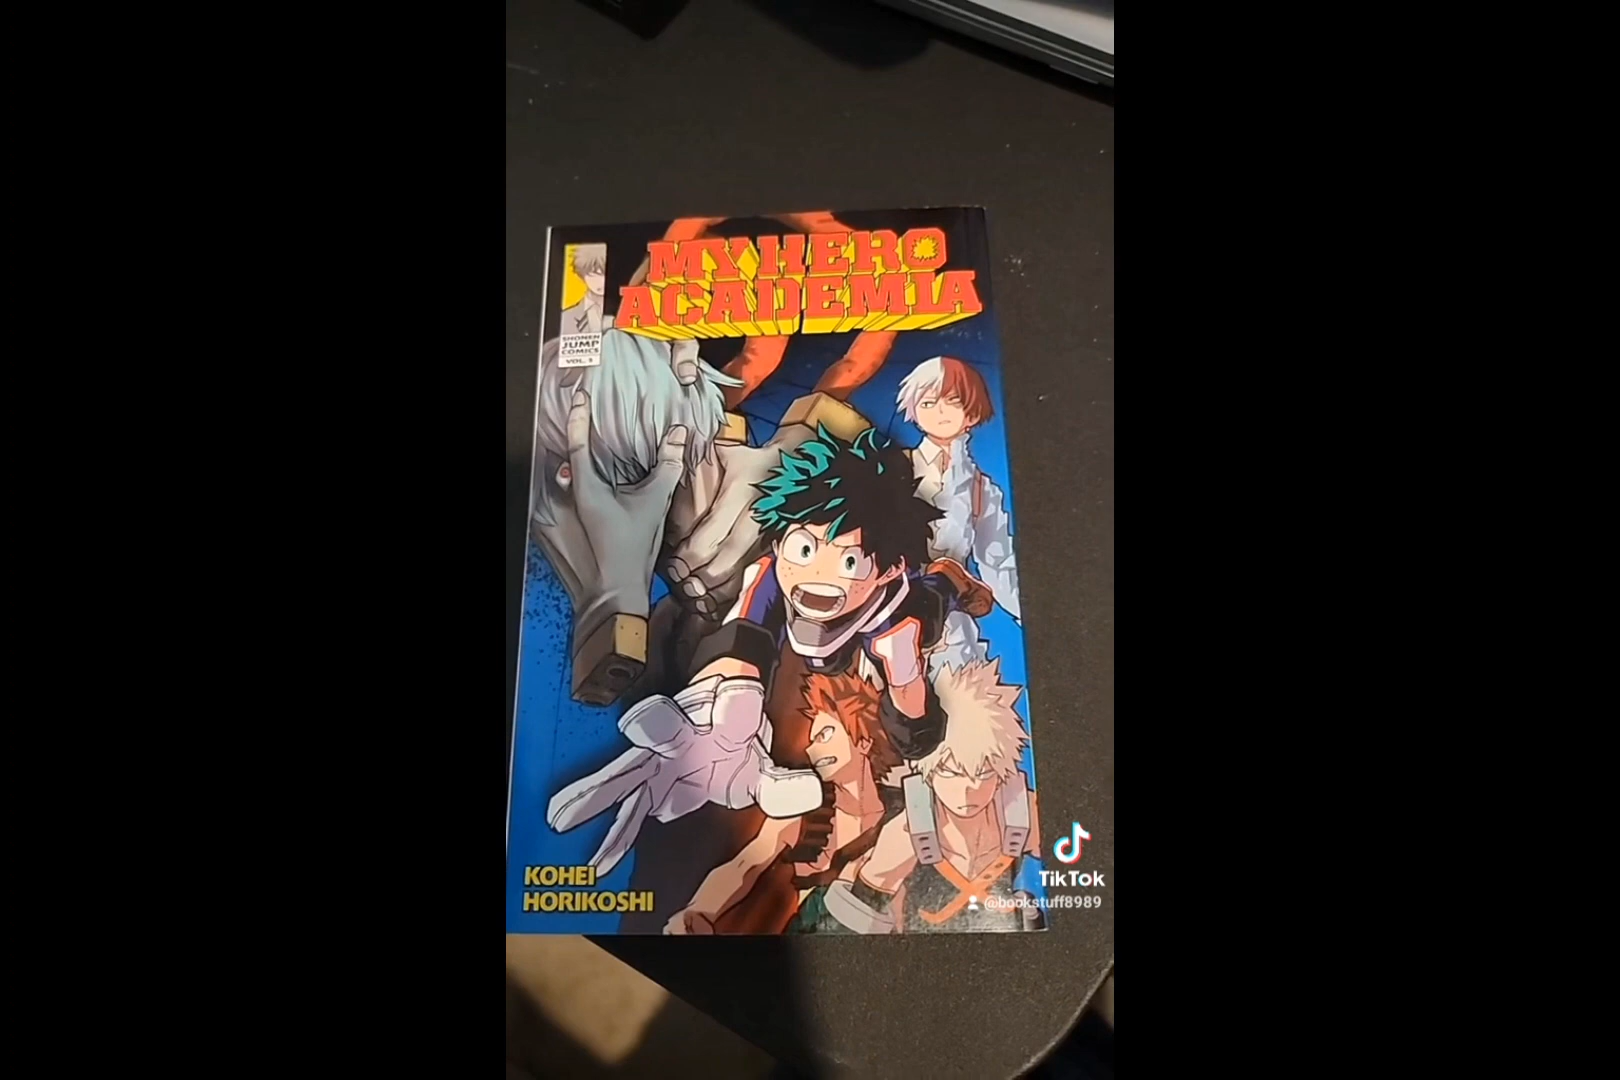 MY HERO
ACADEMIA
SHONEN
JUMP
COMICS
KOHEI
HORIKOSHI
TikTok
@bookstuff8989